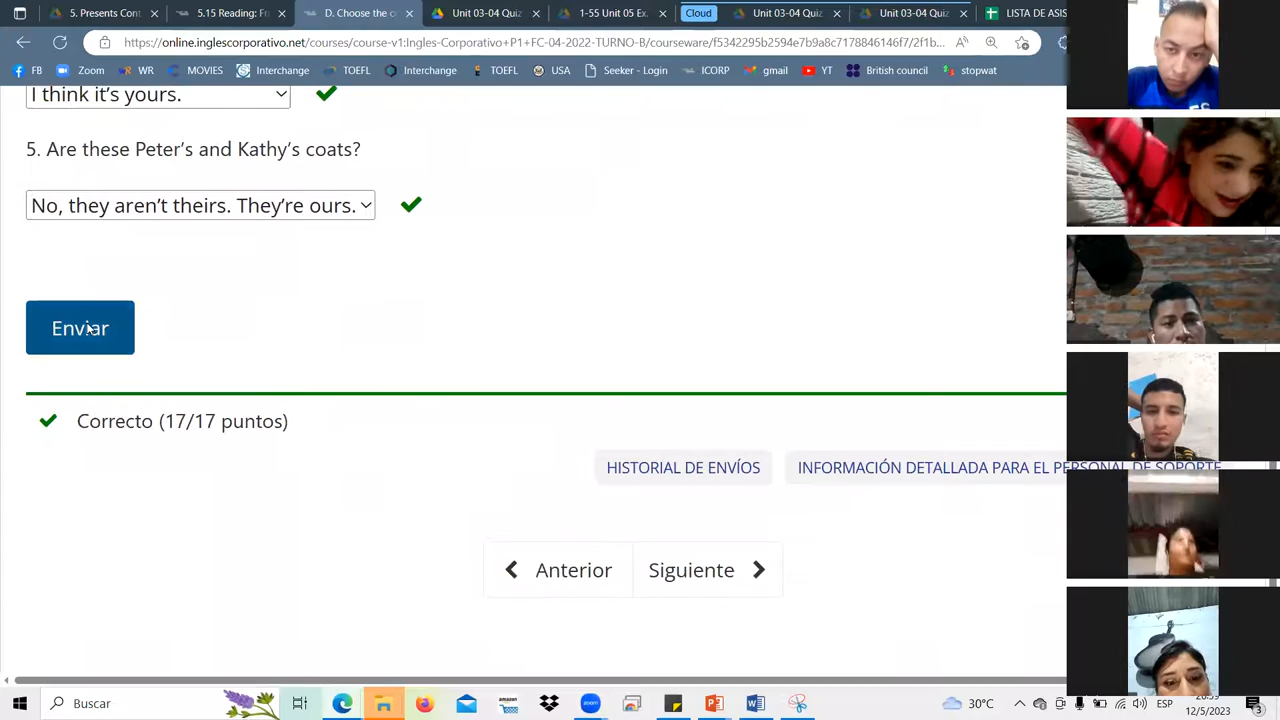 5. Presents Cont
5.15 Reading: Fr
D. Choose the c
Unit 03-04 Quiz
1-55 Unit 05 Ex
Cloud
Unit 03-04 Quiz
Unit 03-04 Quiz
LISTA DE ASIS
https://online.inglescorporativo.net/courses/course-v1:Ingles-Corporativo+P1+FC-04-2022-TURNO-B/courseware/f5342295b2594e7b9a8c7178846146f7/2f1b...
FB
Zoom
WR
MOVIES
Interchange
TOEFL
Interchange
TOEFL
USA
Seeker - Login
ICORP
gmail
YT
British council
stopwat
I think it's yours.
5. Are these Peter's and Kathy's coats?
No, they aren't theirs. They're ours.
Enviar
Correcto (17/17 puntos)
HISTORIAL DE ENVÍOS
INFORMACIÓN DETALLADA PARA EL PERSONAL DE SOPORTE
Anterior
Siguiente
Buscar
30°C
ESP
12/5/2023
3